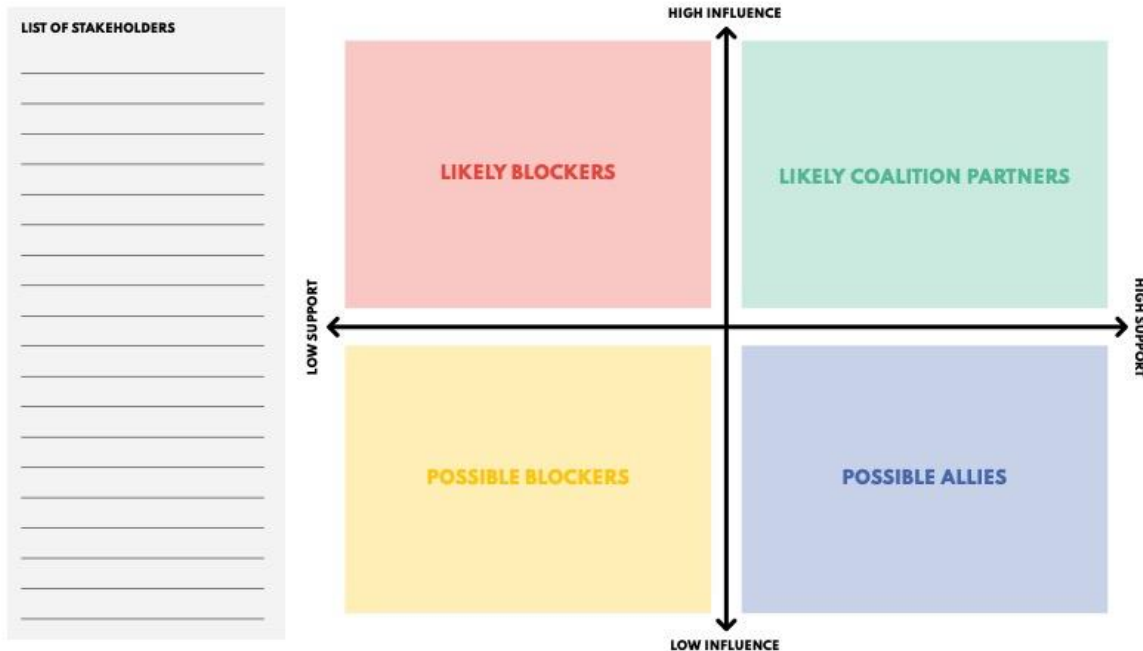 LIST OF STAKEHOLDERS
HIGH INFLUENCE
LIKELY BLOCKERS
LIKELY COALITION PARTNERS
LOW SUPPORT
HIGH SUPPORT
POSSIBLE BLOCKERS
POSSIBLE ALLIES
LOW INFLUENCE